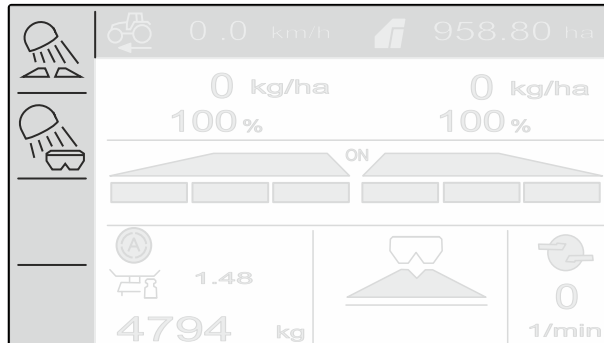 0.0 km/h 958.80 ha
0 kg/ha 0 kg/ha
100 % 100 %
ON
A
1.48
0
4794 kg 1/min